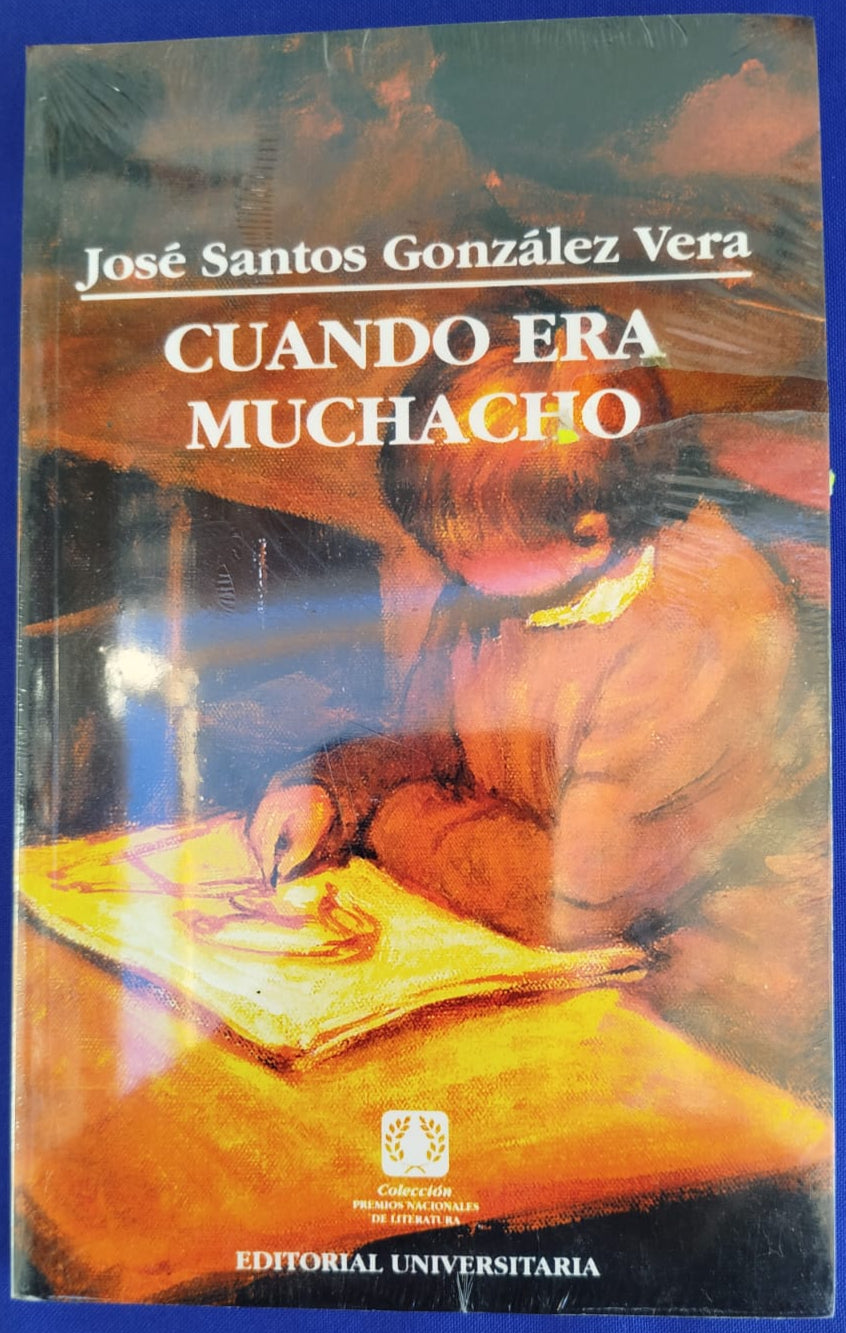 José Santos González Vera
CUANDO ERA
MUCHACHO
Colección
PREMIOS NACIONALES
DE LITERATURA
EDITORIAL UNIVERSITARIA